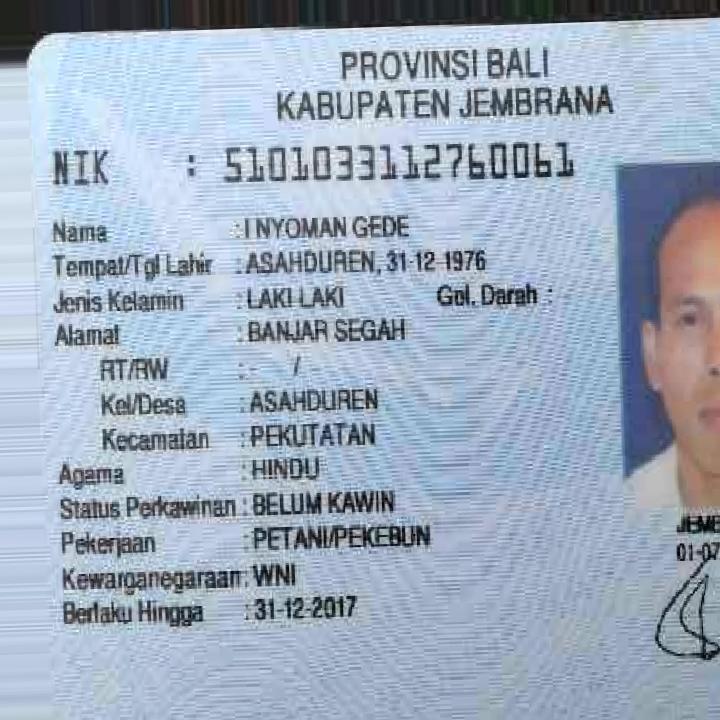 PROVINSI BALI
KABUPATEN JEMBRANA
NIK : 5101033112760061
Nama : I NYOMAN GEDE
Tempat/Tgl Lahir : ASAHDUREN, 31-12-1976
Jenis Kelamin : LAKI LAKI Gol. Darah :
Alamat : BANJAR SEGAH
RT/RW : - /
Kel/Desa : ASAHDUREN
Kecamatan : PEKUTATAN
Agama : HINDU
Status Perkawinan : BELUM KAWIN
Pekerjaan : PETANI/PEKEBUN
Kewarganegaraan: WNI
Berlaku Hingga : 31-12-2017
JEMB
01-07